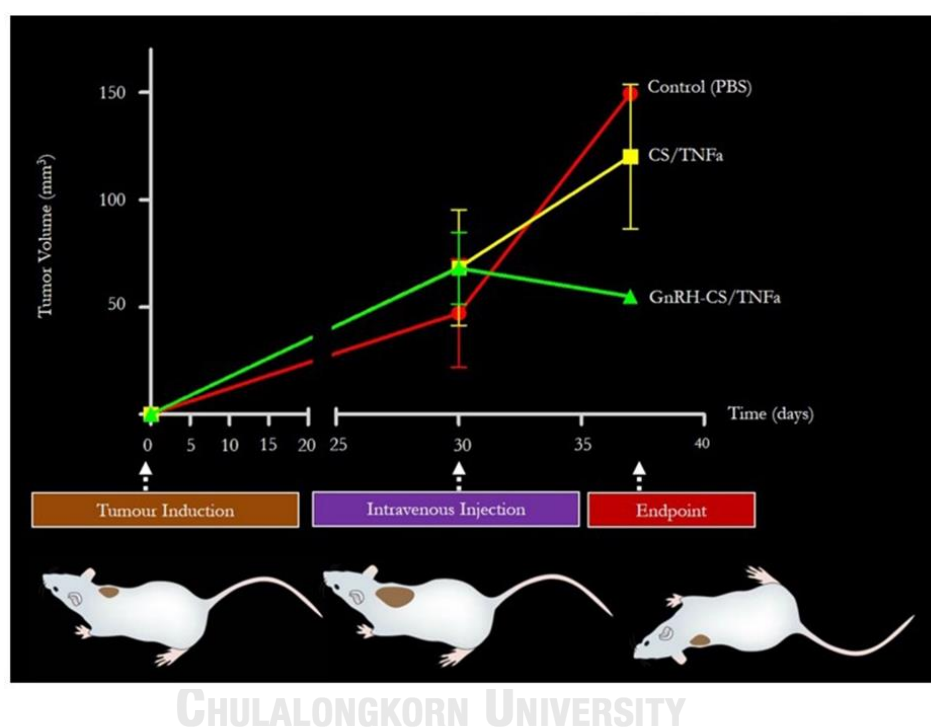 150
100
50
Tumor Volume (mm³)
Control (PBS)
CS/TNFa
GnRH-CS/TNFa
Time (days)
0 5 10 15 20 25 30 35 40
Tumour Induction
Intravenous Injection
Endpoint
CHULALONGKORN UNIVERSITY